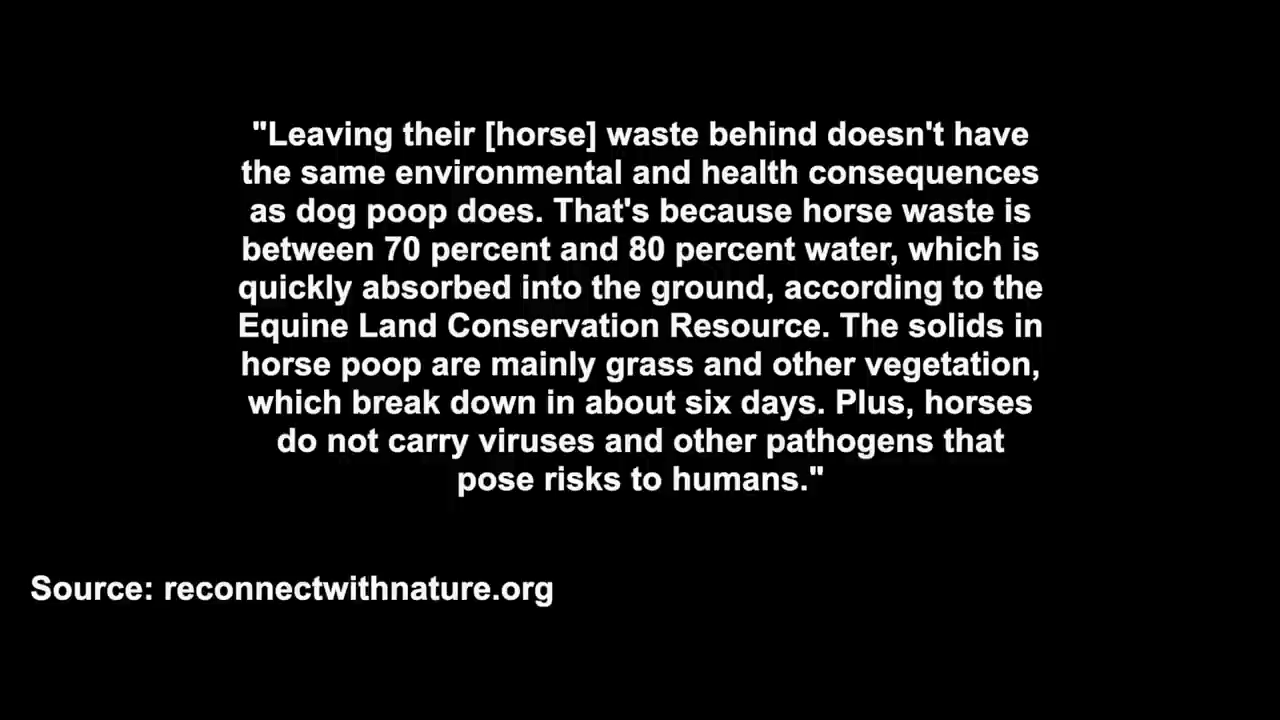 "Leaving their [horse] waste behind doesn't have
the same environmental and health consequences
as dog poop does. That's because horse waste is
between 70 percent and 80 percent water, which is
quickly absorbed into the ground, according to the
Equine Land Conservation Resource. The solids in
horse poop are mainly grass and other vegetation,
which break down in about six days. Plus, horses
do not carry viruses and other pathogens that
pose risks to humans."
Source: reconnectwithnature.org